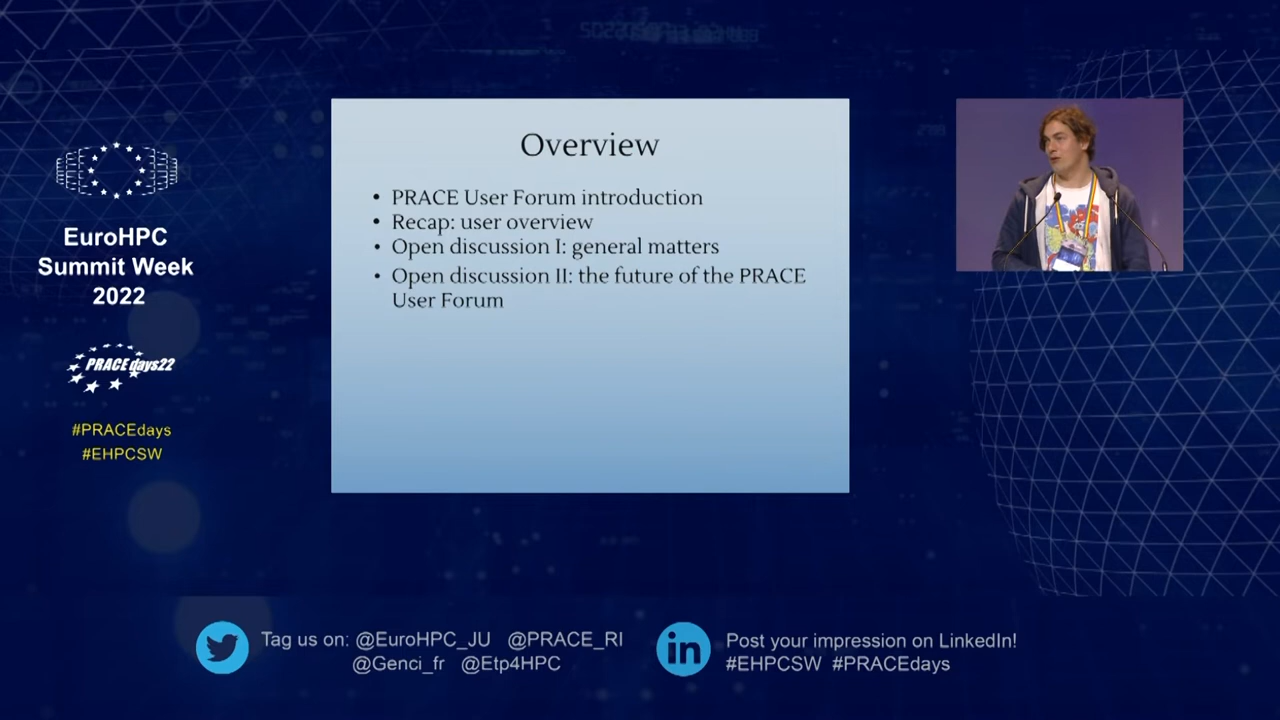 EuroHPC
Summit Week
2022
PRACEdays22
#PRACEdays
#EHPCSW
Overview
• PRACE User Forum introduction
• Recap: user overview
• Open discussion I: general matters
• Open discussion II: the future of the PRACE
User Forum
Tag us on: @EuroHPC_JU @PRACE_RI
@Genci_fr @Etp4HPC
in
Post your impression on LinkedIn!
#EHPCSW #PRACEdays